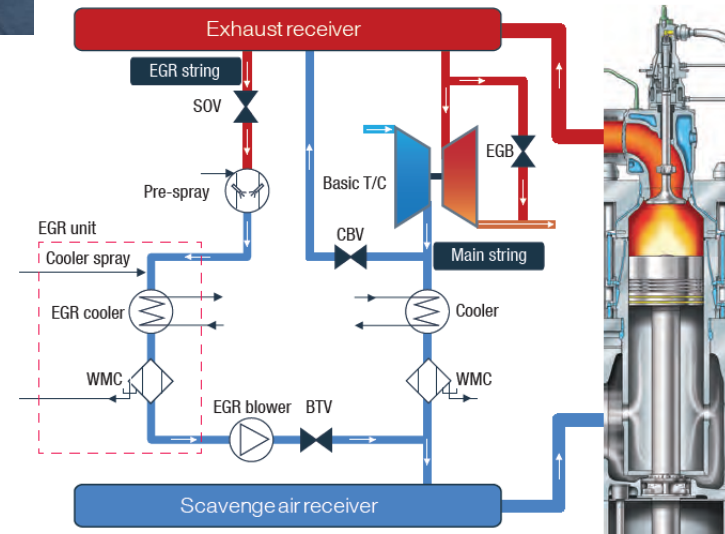 Exhaust receiver
EGR string
SOV
EGB
Basic T/C
Pre-spray
EGR unit
CBV
Main string
Cooler spray
EGR cooler
Cooler
WMC
WMC
EGR blower
BTV
Scavenge air receiver